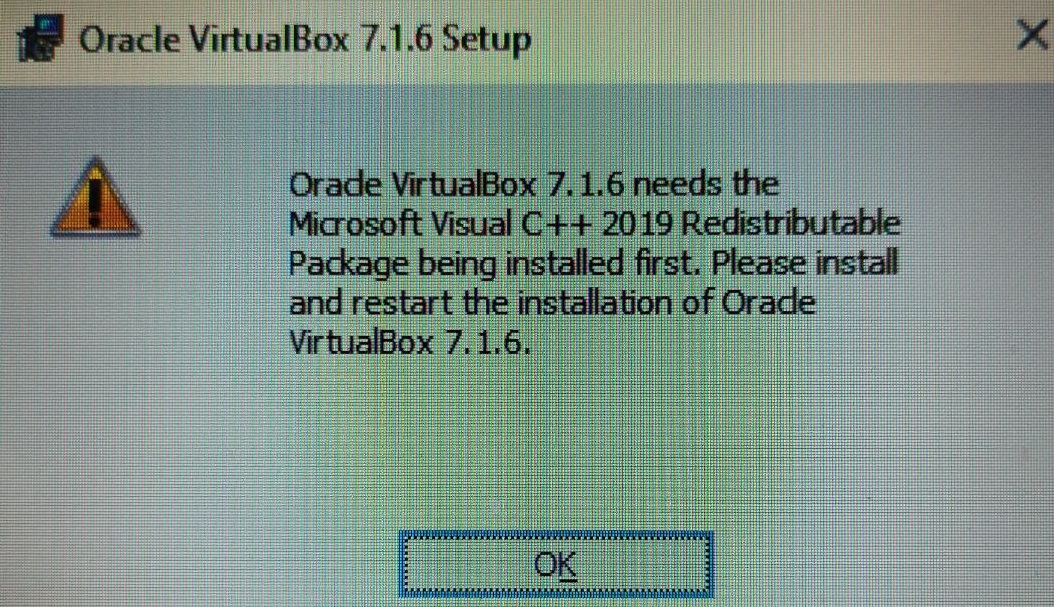 Oracle VirtualBox 7.1.6 Setup
Oracle VirtualBox 7.1.6 needs the
Microsoft Visual C++ 2019 Redistributable
Package being installed first. Please install
and restart the installation of Oracle
VirtualBox 7.1.6.
OK